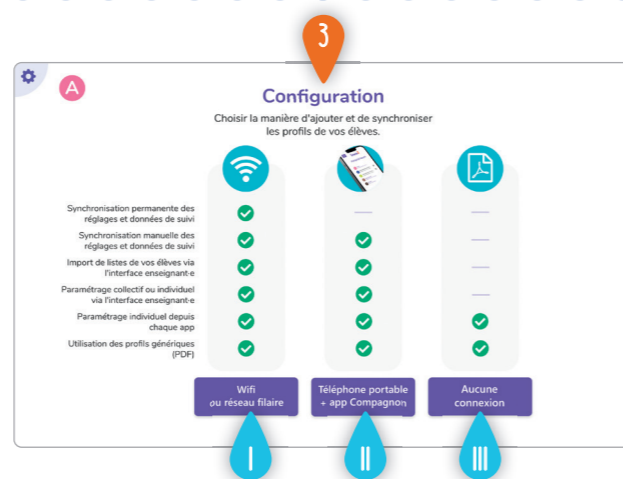 3
A
Configuration
Choisir la manière d'ajouter et de synchroniser
les profils de vos élèves.
Synchronisation permanente des
réglages et données de suivi
Synchronisation manuelle des
réglages et données de suivi
Import de listes de vos élèves via
l'interface enseignant·e
Paramétrage collectif ou individuel
via l'interface enseignant·e
Paramétrage individuel depuis
chaque app
Utilisation des profils génériques
(PDF)
Wifi
ou réseau filaire
Téléphone portable
+ app Compagnon
Aucune
connexion
I
II
III